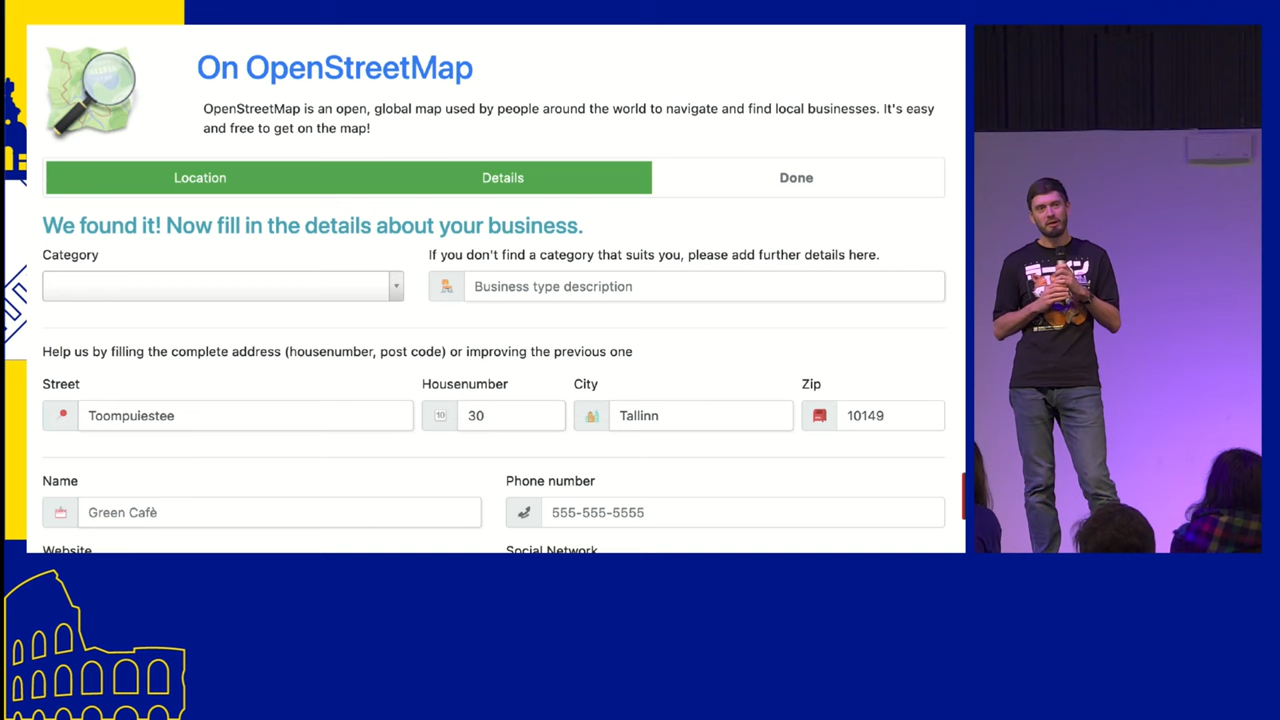 On OpenStreetMap
OpenStreetMap is an open, global map used by people around the world to navigate and find local businesses. It's easy
and free to get on the map!
Location Details Done
We found it! Now fill in the details about your business.
Category If you don't find a category that suits you, please add further details here.
Business type description
Help us by filling the complete address (housenumber, post code) or improving the previous one
Street Housenumber City Zip
Toompuiestee 10 30 Tallinn 10149
Name Phone number
Green Cafè 555-555-5555
Website Social Network